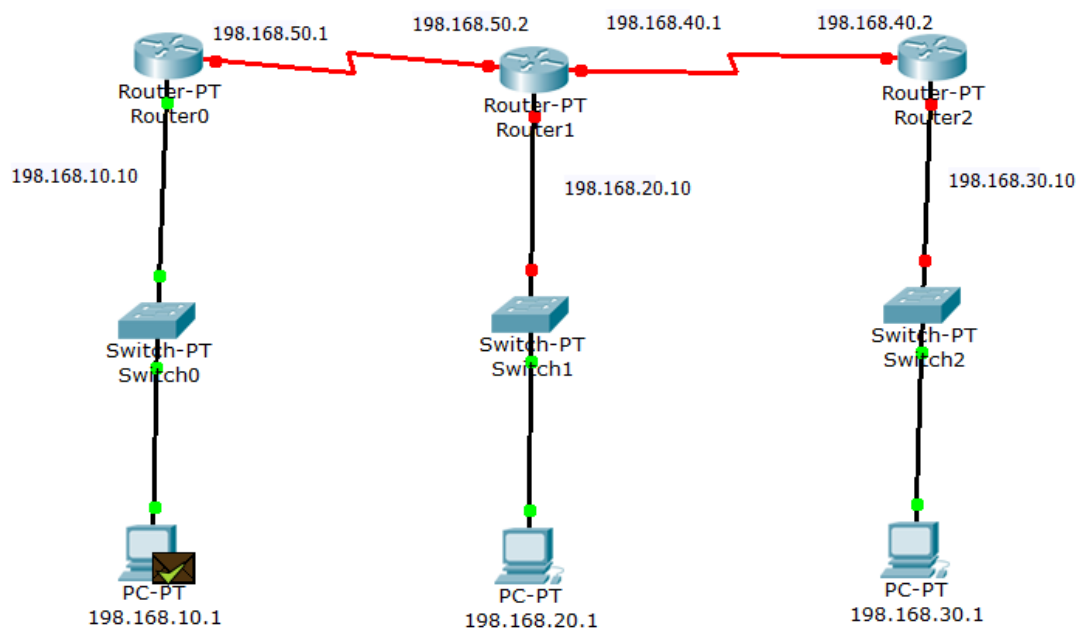 198.168.50.1
198.168.50.2
198.168.40.1
198.168.40.2
Router-PT
Router0
Router-PT
Router1
Router-PT
Router2
198.168.10.10
198.168.20.10
198.168.30.10
Switch-PT
Switch0
Switch-PT
Switch1
Switch-PT
Switch2
PC-PT
198.168.10.1
PC-PT
198.168.20.1
PC-PT
198.168.30.1